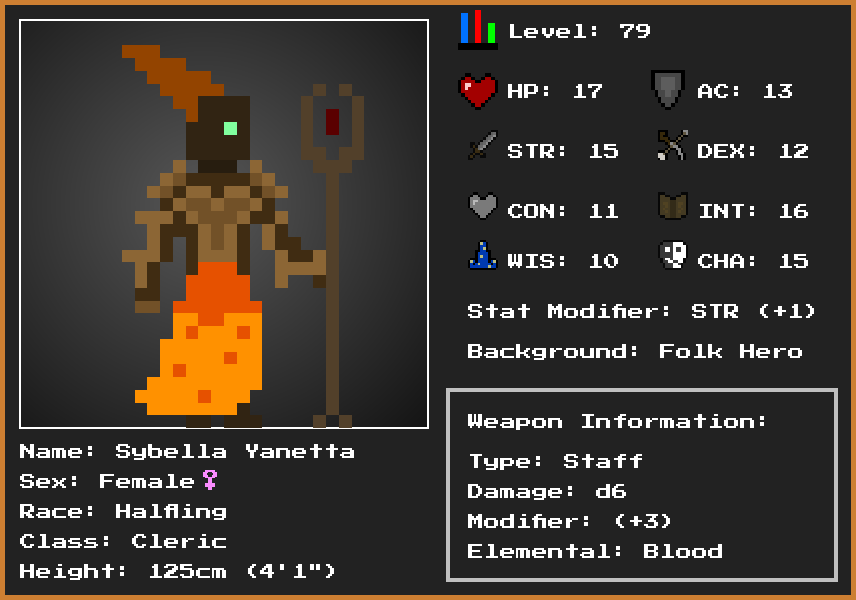 Level: 79
HP: 17
AC: 13
STR: 15
DEX: 12
CON: 11
INT: 16
WIS: 10
CHA: 15
Stat Modifier: STR (+1)
Background: Folk Hero
Name: Sybella Yanetta
Sex: Female♀
Race: Halfling
Class: Cleric
Height: 125cm (4'1")
Weapon Information:
Type: Staff
Damage: d6
Modifier: (+3)
Elemental: Blood